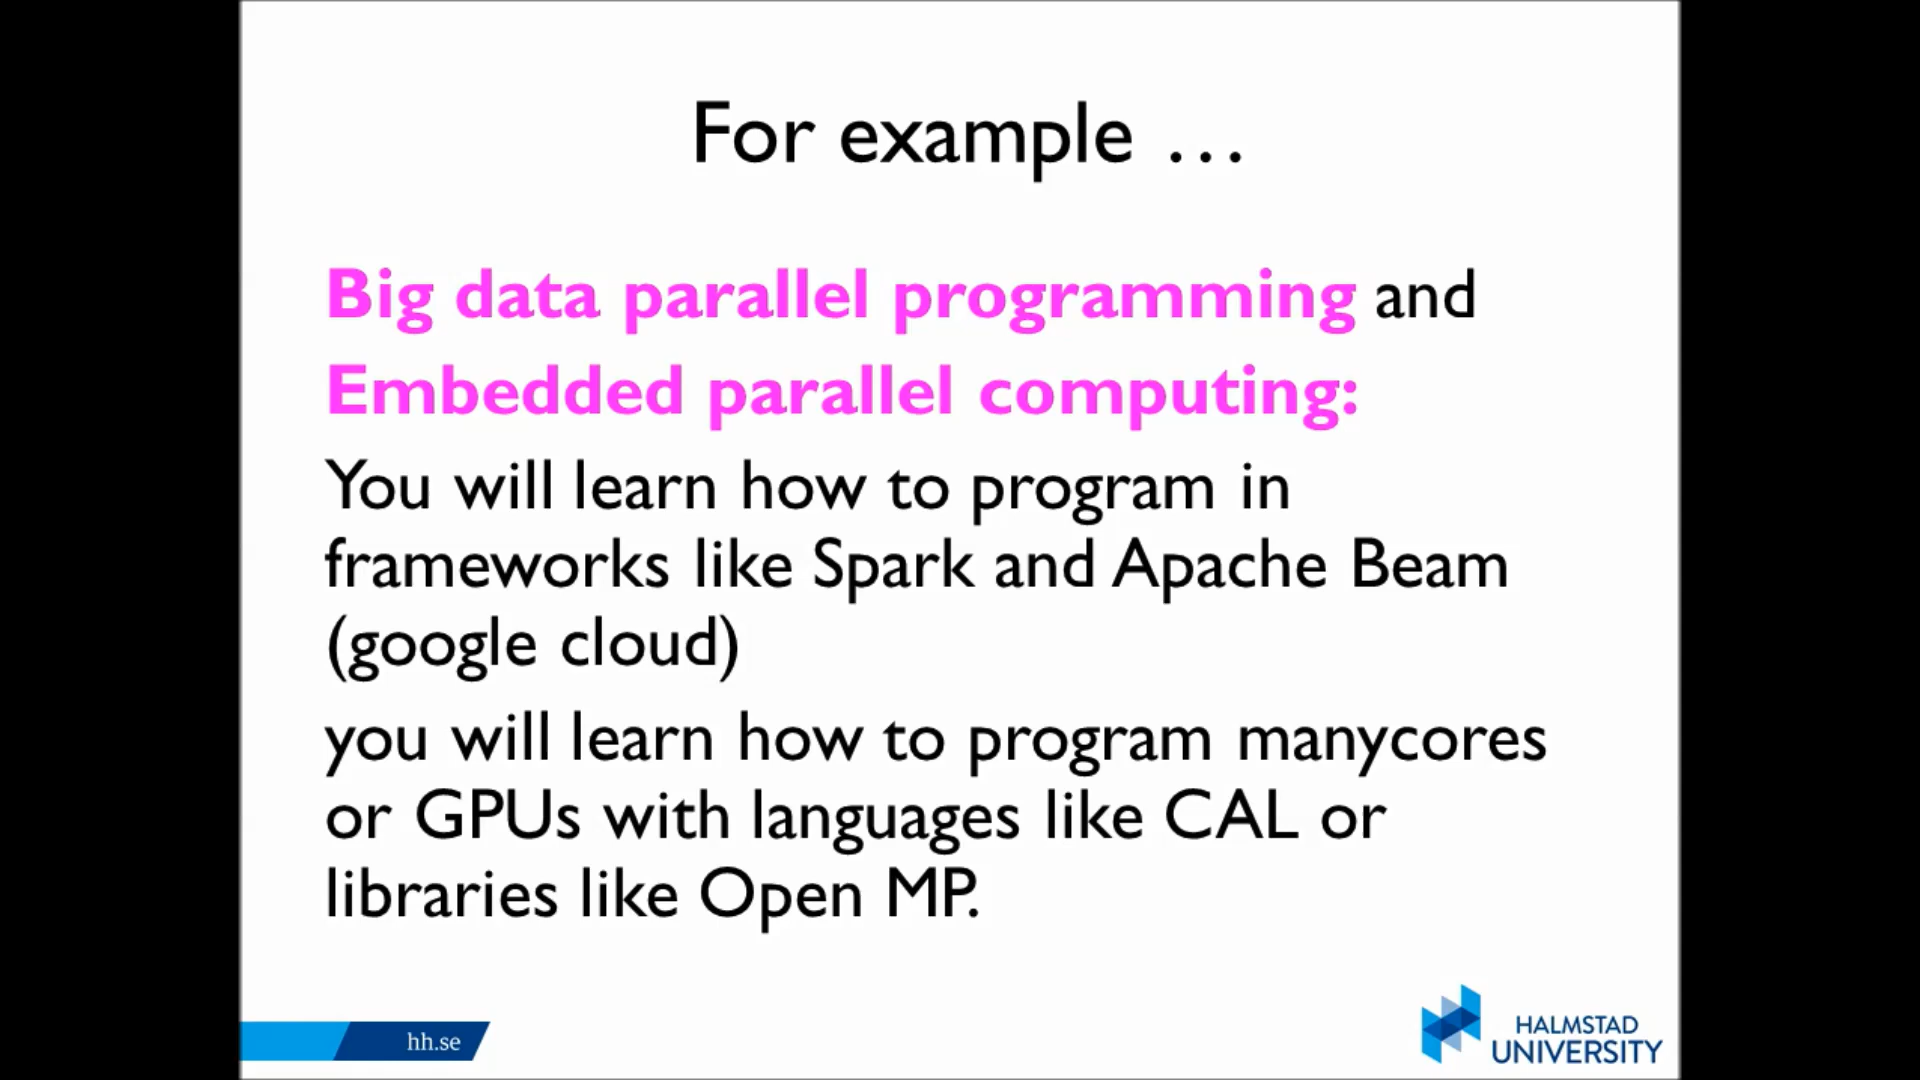 For example …
Big data parallel programming and
Embedded parallel computing:
You will learn how to program in
frameworks like Spark and Apache Beam
(google cloud)
you will learn how to program manycores
or GPUs with languages like CAL or
libraries like Open MP.
hh.se
HALMSTAD
UNIVERSITY